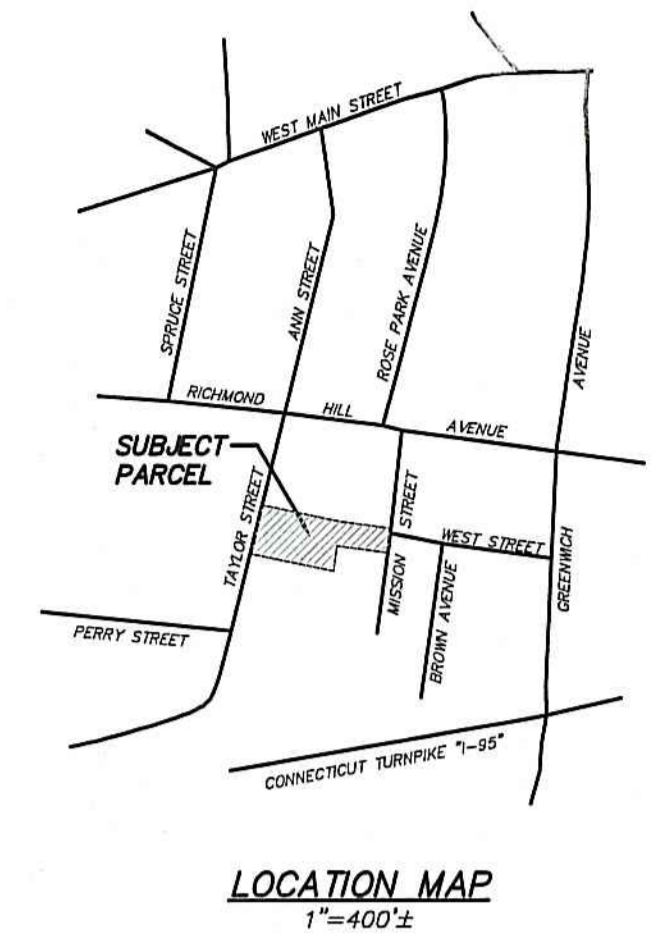 WEST MAIN STREET
SPRUCE STREET
ANN STREET
ROSE PARK AVENUE
AVENUE
RICHMOND
HILL
AVENUE
SUBJECT
PARCEL
TAYLOR STREET
STREET
WEST STREET
MISSION
BROWN AVENUE
GREENWICH
PERRY STREET
CONNECTICUT TURNPIKE "I-95"
LOCATION MAP
1"=400'±